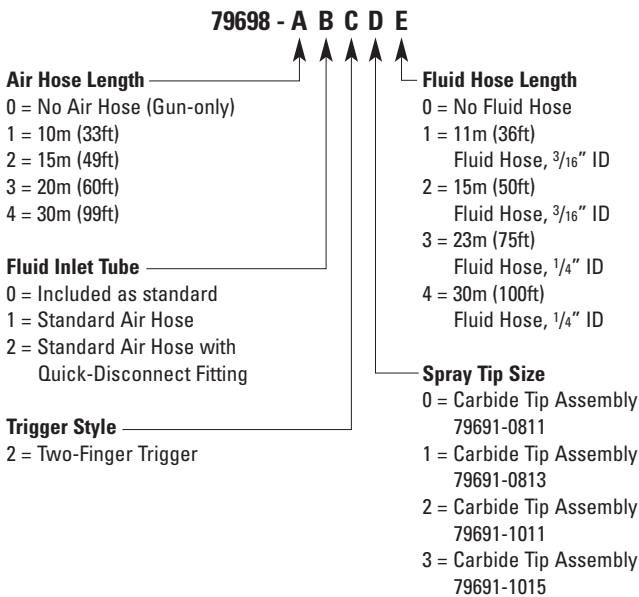 79698 - A B C D E
Air Hose Length
0 = No Air Hose (Gun-only)
1 = 10m (33ft)
2 = 15m (49ft)
3 = 20m (60ft)
4 = 30m (99ft)
Fluid Inlet Tube
0 = Included as standard
1 = Standard Air Hose
2 = Standard Air Hose with
Quick-Disconnect Fitting
Trigger Style
2 = Two-Finger Trigger
Fluid Hose Length
0 = No Fluid Hose
1 = 11m (36ft)
Fluid Hose, 3/16" ID
2 = 15m (50ft)
Fluid Hose, 3/16" ID
3 = 23m (75ft)
Fluid Hose, 1/4" ID
4 = 30m (100ft)
Fluid Hose, 1/4" ID
Spray Tip Size
0 = Carbide Tip Assembly
79691-0811
1 = Carbide Tip Assembly
79691-0813
2 = Carbide Tip Assembly
79691-1011
3 = Carbide Tip Assembly
79691-1015